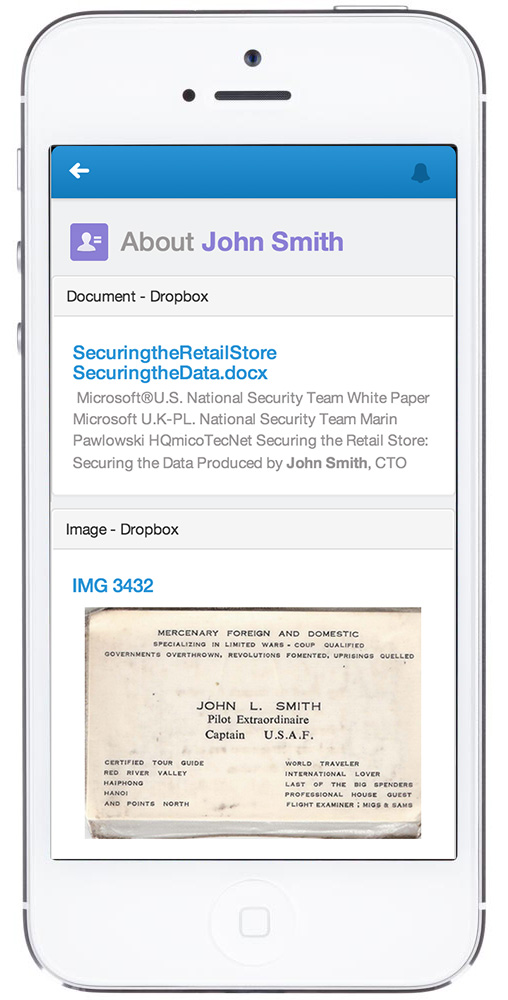 About John Smith
Document - Dropbox
SecuringtheRetailStore
SecuringtheData.docx
Microsoft®U.S. National Security Team White Paper
Microsoft U.K-PL. National Security Team Marin
Pawlowski HQmicoTecNet Securing the Retail Store:
Securing the Data Produced by John Smith, CTO
Image - Dropbox
IMG 3432
MERCENARY FOREIGN AND DOMESTIC
SPECIALIZING IN LIMITED WARS - COUP QUALIFIED
GOVERNMENTS OVERTHROWN, REVOLUTIONS FOMENTED, UPRISINGS QUELLED
JOHN L. SMITH
Pilot Extraordinaire
Captain U.S.A.F.
CERTIFIED TOUR GUIDE
RED RIVER VALLEY
HAIPHONG
HANOI
AND POINTS NORTH
WORLD TRAVELER
INTERNATIONAL LOVER
LAST OF THE BIG SPENDERS
PROFESSIONAL HOUSE GUEST
FLIGHT EXAMINER : MIGS & SAMS